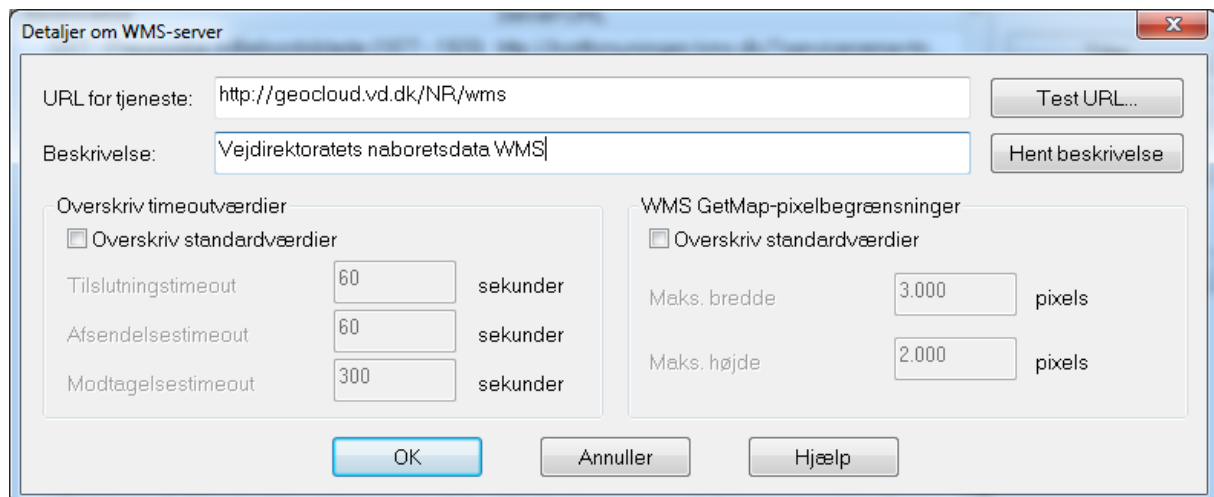 Detaljer om WMS-server
URL for tjeneste: http://geocloud.vd.dk/NR/wms Test URL...
Beskrivelse: Vejdirektoratets naboretsdata WMS Hent beskrivelse
Overskriv timeoutværdier
Overskriv standardværdier
Tilslutningstimeout 60 sekunder
Afsendelsestimeout 60 sekunder
Modtagelsestimeout 300 sekunder
WMS GetMap-pixelbegrænsninger
Overskriv standardværdier
Maks. bredde 3.000 pixels
Maks. højde 2.000 pixels
OK Annuller Hjælp